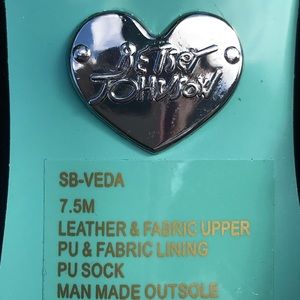 BETSEY
JOHNSON
SB-VEDA
7.5M
LEATHER & FABRIC UPPER
PU & FABRIC LINING
PU SOCK
MAN MADE OUTSOLE